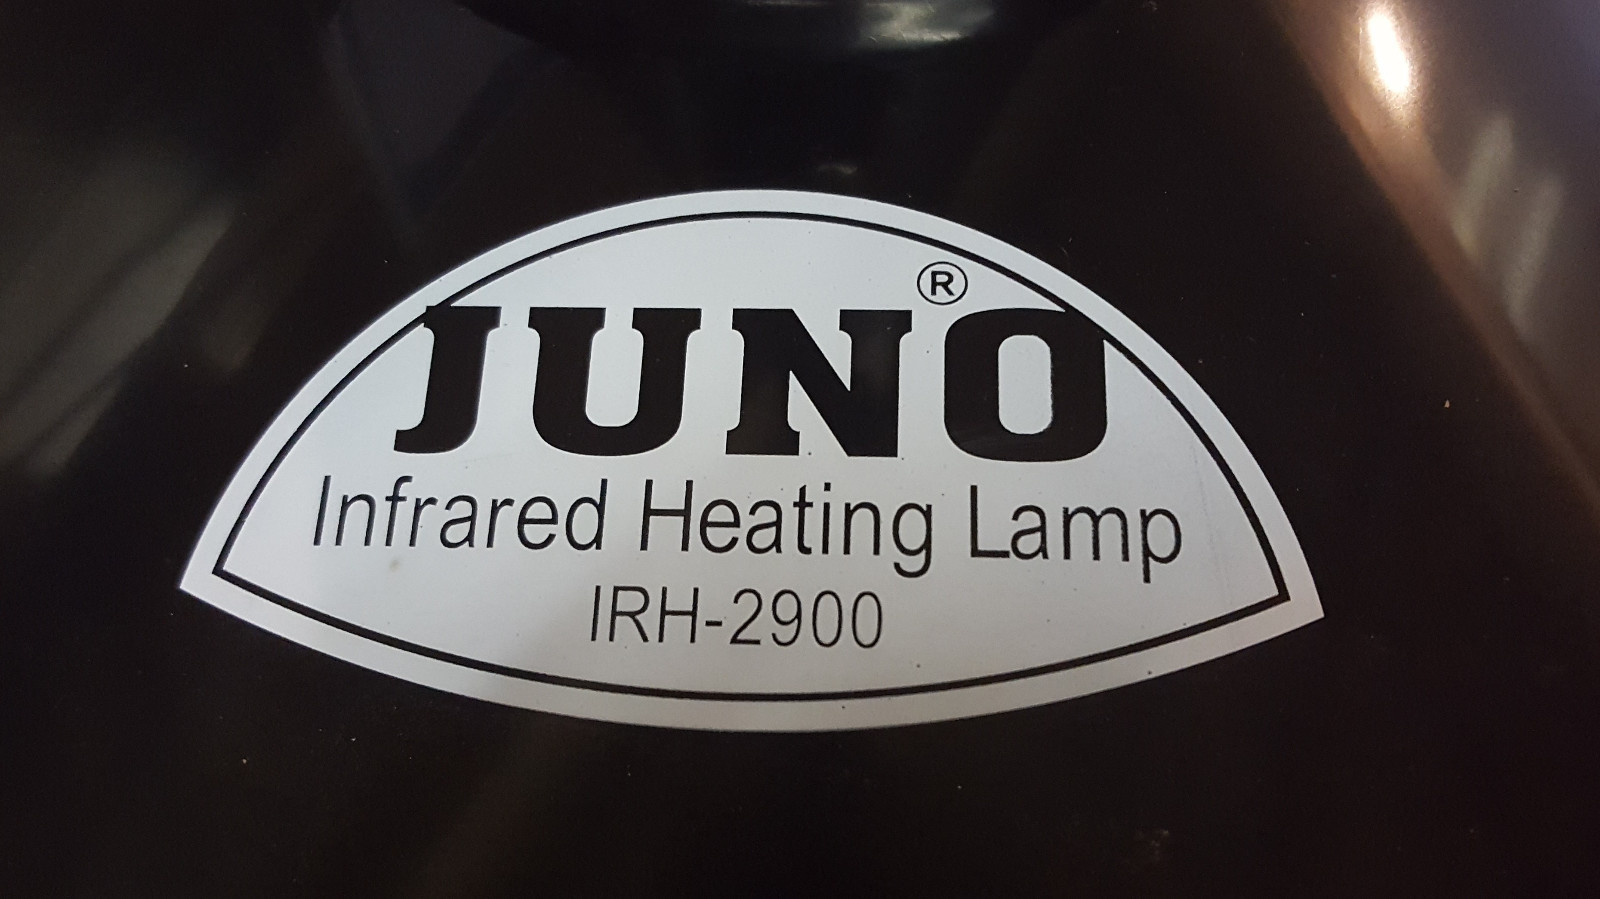 JUNO®
Infrared Heating Lamp
IRH-2900